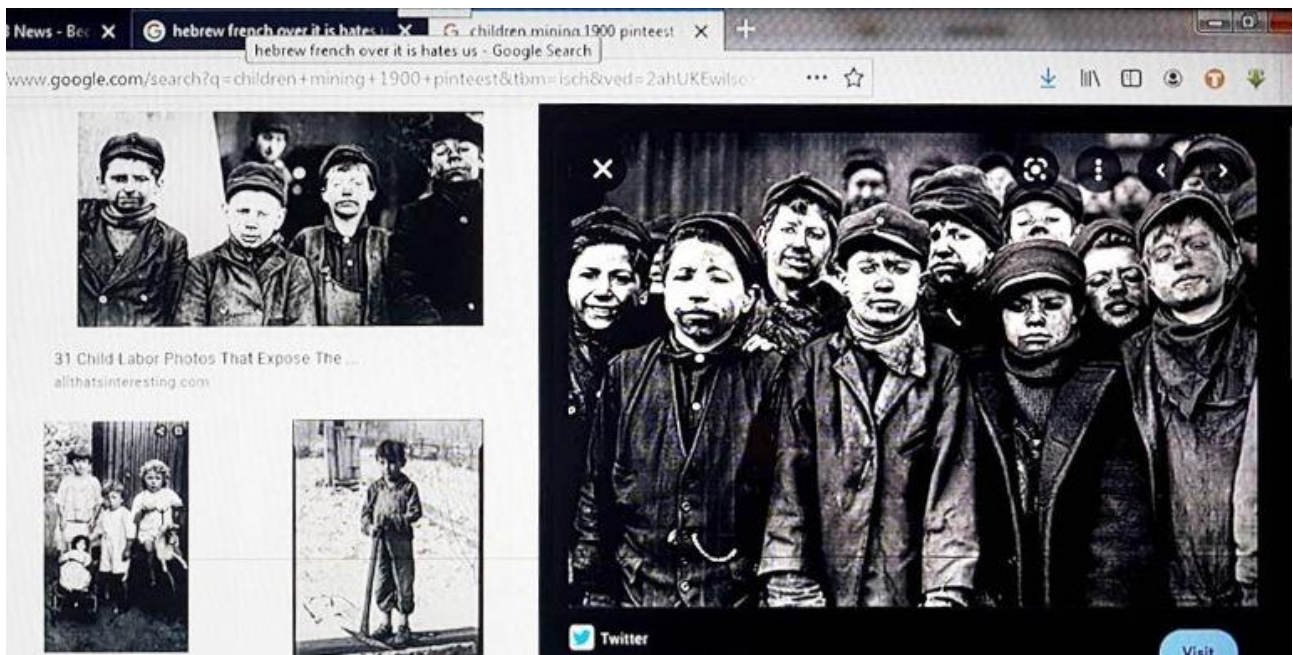 News - Bec
hebrew french over it is hates u
children mining 1900 pinteest
hebrew french over it is hates us - Google Search
www.google.com/search?q=children+mining+1900+pinteest&tbm=isch&ved=2ahUKEwilso
31 Child Labor Photos That Expose The ...
allthatsinteresting.com
Twitter
Visit